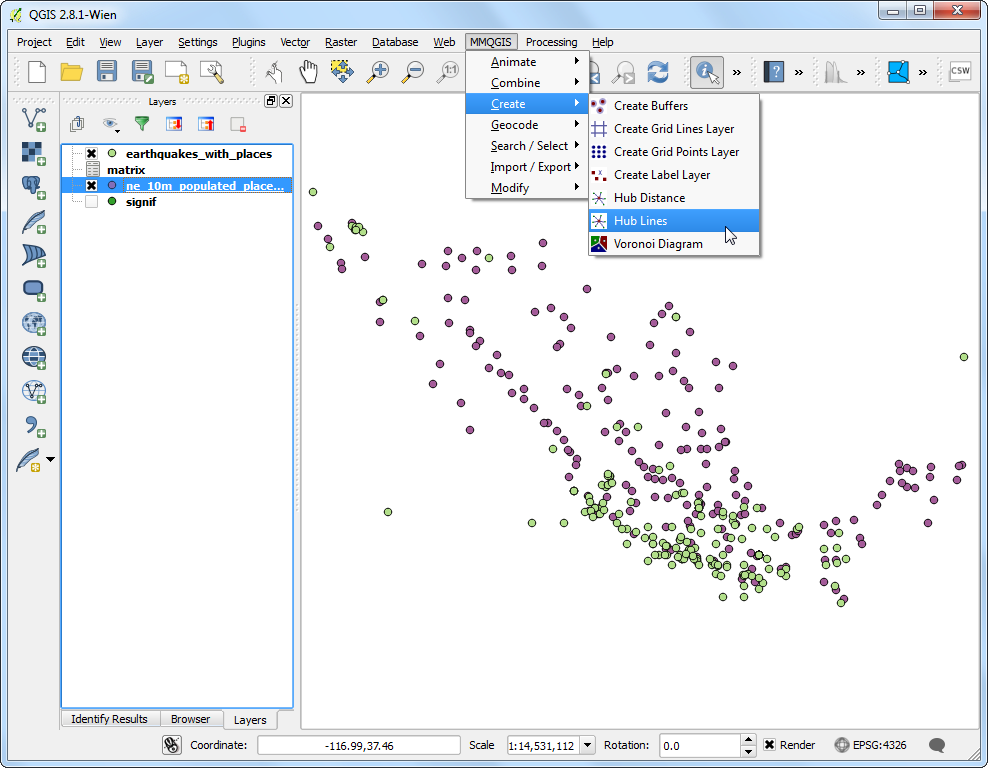 QGIS 2.8.1-Wien
Project Edit View Layer Settings Plugins Vector Raster Database Web MMQGIS Processing Help
Animate
Combine
Create
Geocode
Search / Select
Import / Export
Modify
Create Buffers
Create Grid Lines Layer
Create Grid Points Layer
Create Label Layer
Hub Distance
Hub Lines
Voronoi Diagram
1:1
» » » »
CSW
Layers
earthquakes_with_places
matrix
ne_10m_populated_place...
signif
Identify Results Browser Layers
Coordinate: -116.99,37.46 Scale 1:14,531,112 Rotation: 0.0 Render EPSG:4326